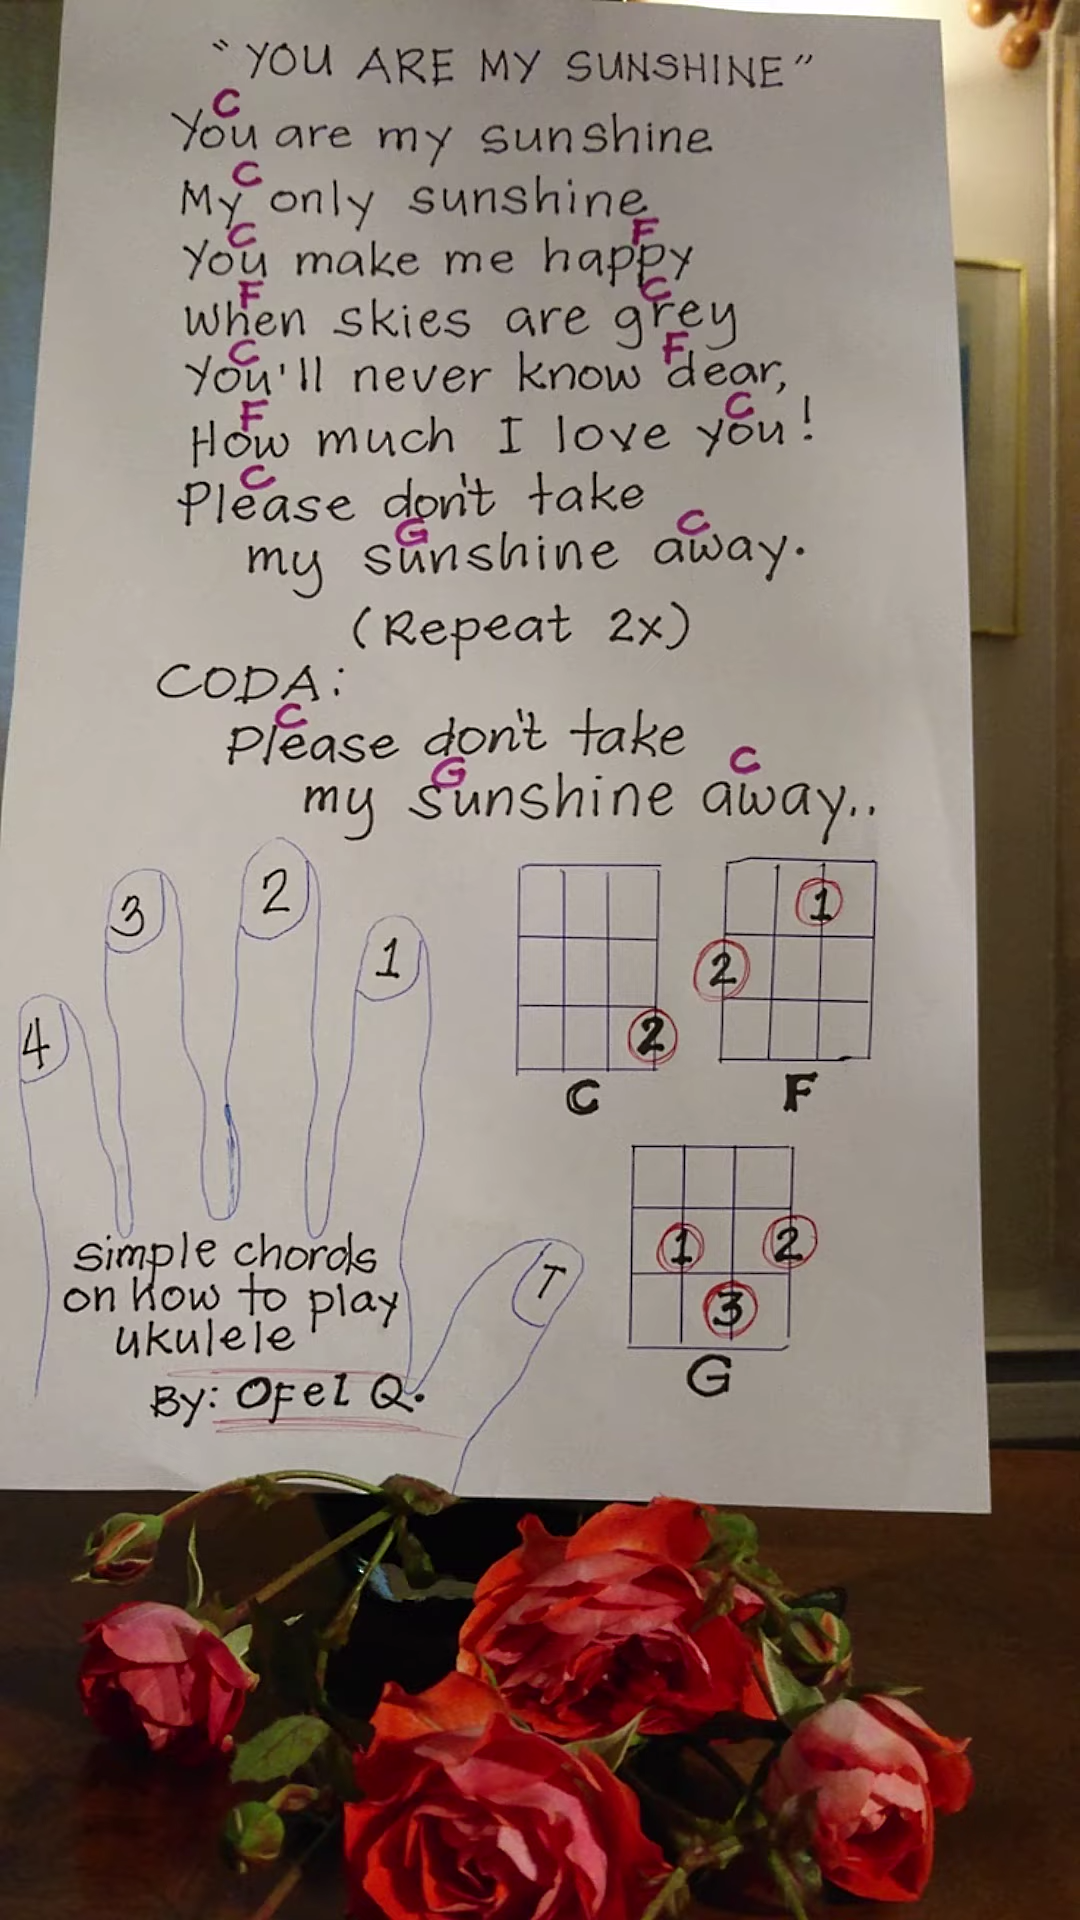 "YOU ARE MY SUNSHINE"
C
You are my sunshine
C
My only sunshine
C F
You make me happy
F C
When skies are grey
C F
You'll never know dear,
F C
How much I love you!
C
Please don't take
G C
my sunshine away.
(Repeat 2x)
CODA:
C
Please don't take
G C
my sunshine away..
3 2 1
4
1
2
2
C F
1 2
3
G
T
simple chords
on how to play
ukulele
By: OFel Q.